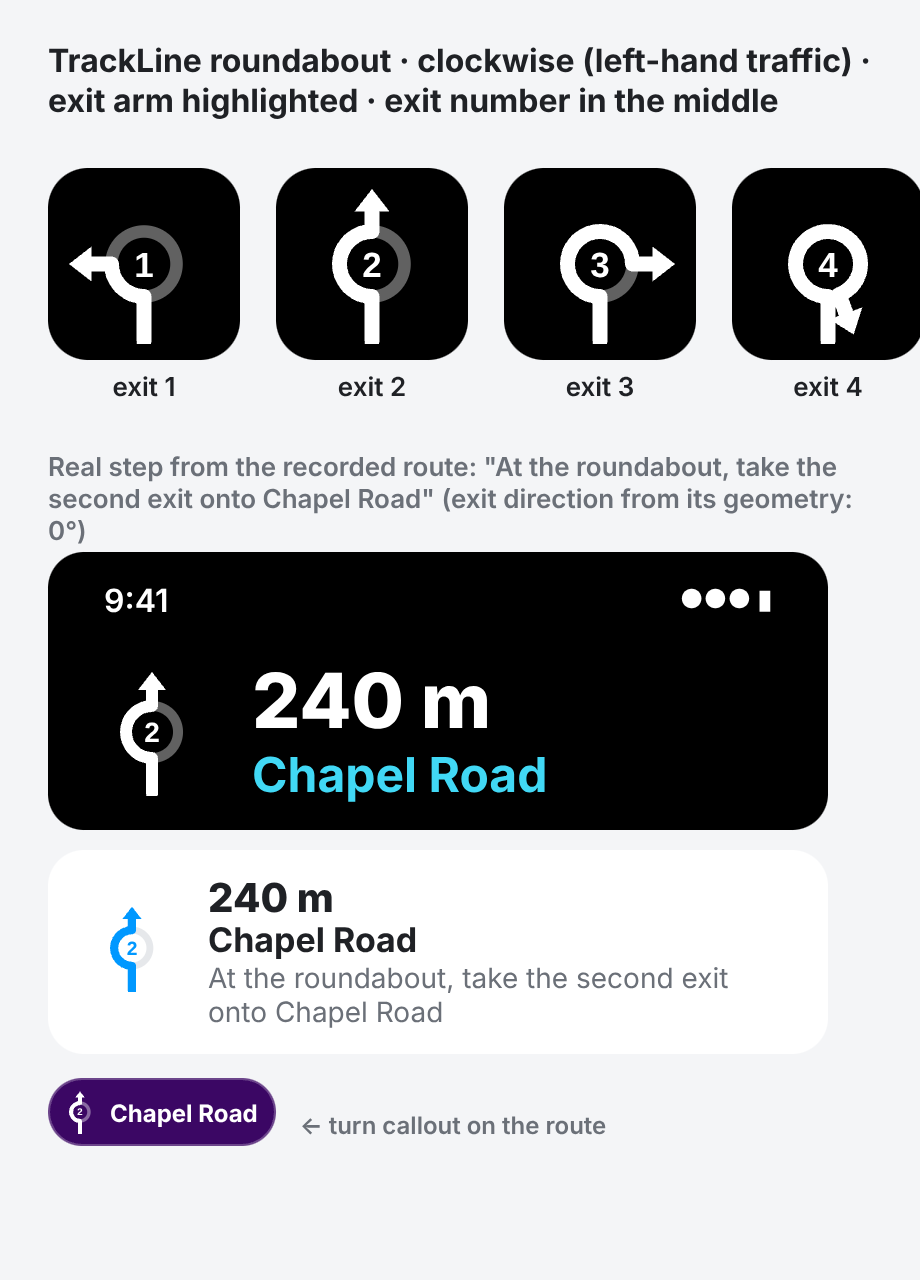 TrackLine roundabout · clockwise (left-hand traffic) ·
exit arm highlighted · exit number in the middle
1
2
3
4
exit 1
exit 2
exit 3
exit 4
Real step from the recorded route: "At the roundabout, take the
second exit onto Chapel Road" (exit direction from its geometry:
0°)
9:41
2
240 m
Chapel Road
2
240 m
Chapel Road
At the roundabout, take the second exit
onto Chapel Road
2
Chapel Road
← turn callout on the route